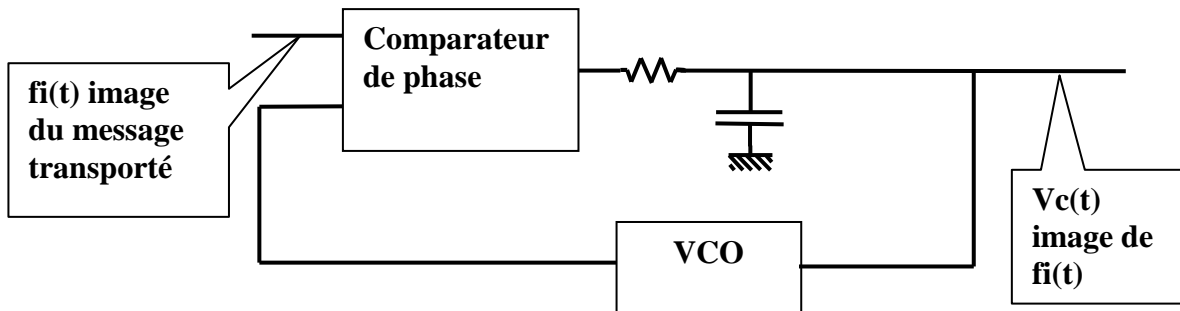 Comparateur
de phase
fi(t) image
du message
transporté
VCO
Vc(t)
image de
fi(t)